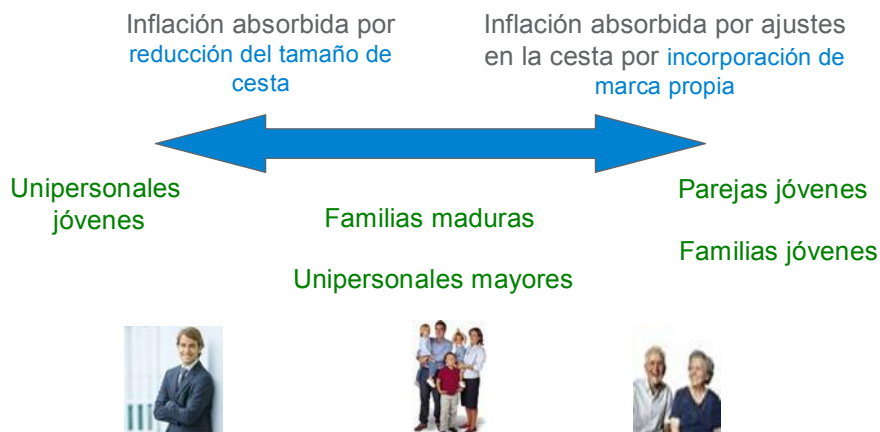 Inflación absorbida por
reducción del tamaño de
cesta
Inflación absorbida por ajustes
en la cesta por incorporación de
marca propia
Unipersonales
jóvenes
Familias maduras
Unipersonales mayores
Parejas jóvenes
Familias jóvenes